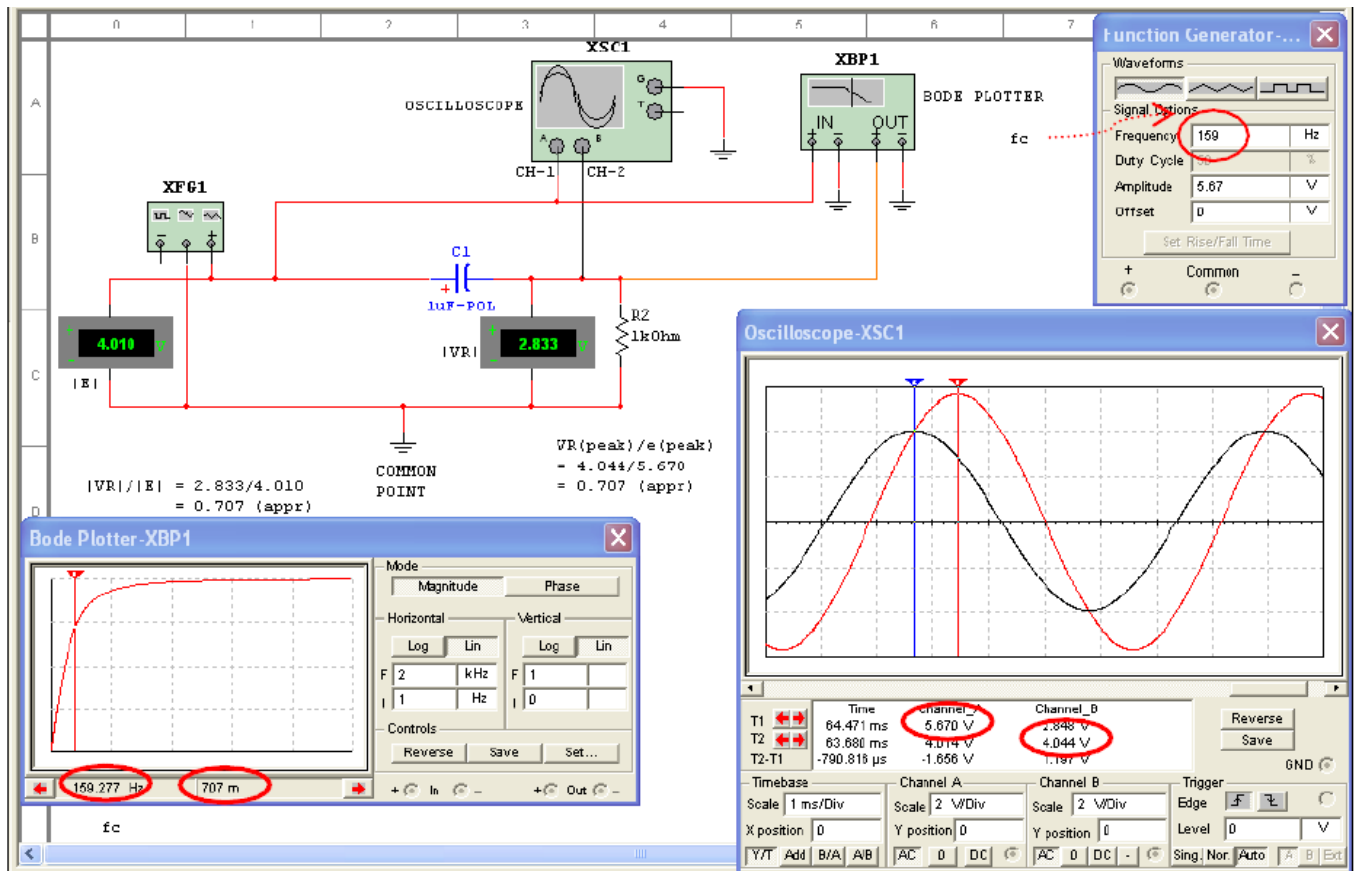 0 1 2 3 4 5 6 7
A
B
C
D
XSC1
OSCILLOSCOPE
G
T
A
B
CH-1
CH-2
XBP1
IN
OUT
BODE PLOTTER
fc
XFG1
C1
1uF-POL
4.010
V
|E|
|VR|
2.833
V
R2
1kOhm
COMMON
POINT
|VR|/|E| = 2.833/4.010
= 0.707 (appr)
VR(peak)/e(peak)
= 4.044/5.670
= 0.707 (appr)
Function Generator-...
Waveforms
Signal Options
Frequency 159 Hz
Duty Cycle 50 %
Amplitude 5.67 V
Offset 0 V
Set Rise/Fall Time
+ Common -
Bode Plotter-XBP1
Mode
Magnitude Phase
Horizontal Vertical
Log Lin Log Lin
F 2 kHz F 1
I 1 Hz I 0
Controls
Reverse Save Set...
159.277 Hz 707 m
+ In - + Out -
fc
Oscilloscope-XSC1
Time Channel_A Channel_B
T1 64.471 ms 5.670 V 2.848 V
T2 63.680 ms 4.014 V 4.044 V
T2-T1 -790.816 µs -1.656 V 1.197 V
Reverse
Save
GND
Timebase
Scale 1 ms/Div
X position 0
Y/T Add B/A A/B
Channel A
Scale 2 V/Div
Y position 0
AC 0 DC
Channel B
Scale 2 V/Div
Y position 0
AC 0 DC -
Trigger
Edge
Level 0 V
Sing. Nor. Auto A B Ext